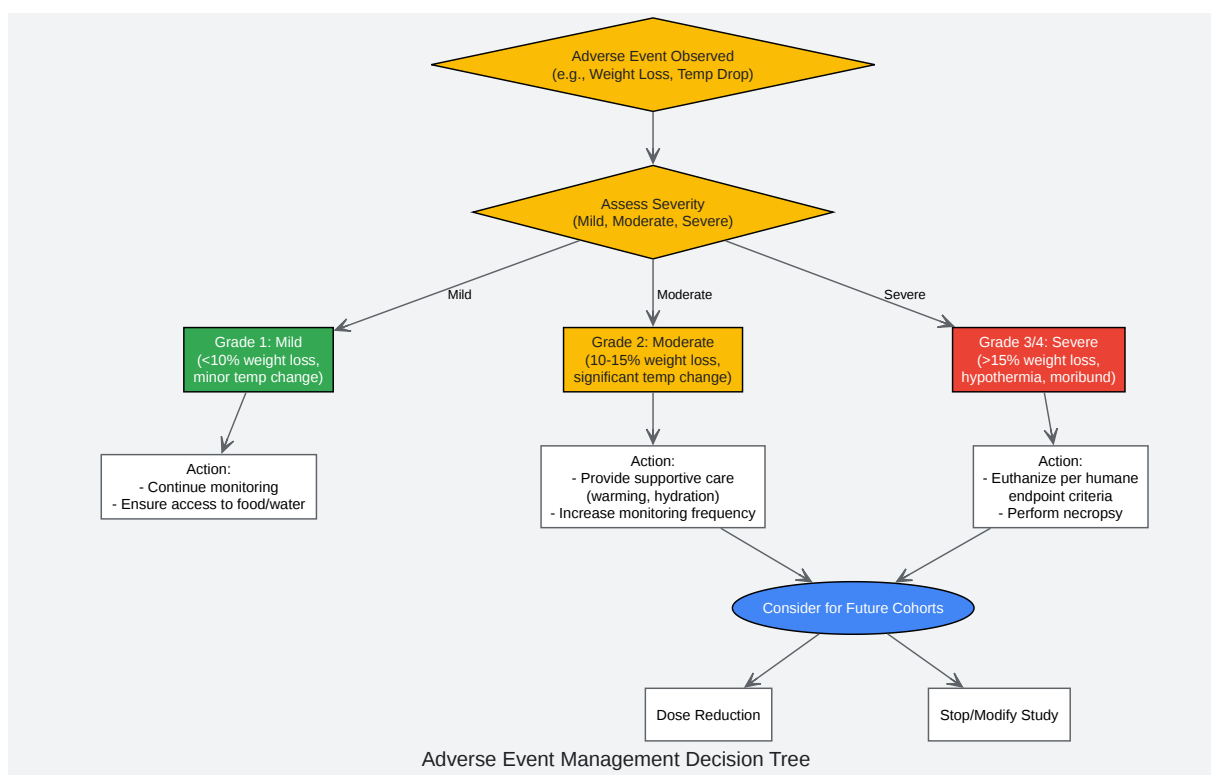 Adverse Event Observed
(e.g., Weight Loss, Temp Drop)
Assess Severity
(Mild, Moderate, Severe)
Mild
Moderate
Severe
Grade 1: Mild
(<10% weight loss,
minor temp change)
Grade 2: Moderate
(10-15% weight loss,
significant temp change)
Grade 3/4: Severe
(>15% weight loss,
hypothermia, moribund)
Action:
- Continue monitoring
- Ensure access to food/water
Action:
- Provide supportive care
(warming, hydration)
- Increase monitoring frequency
Action:
- Euthanize per humane
endpoint criteria
- Perform necropsy
Consider for Future Cohorts
Dose Reduction
Stop/Modify Study
Adverse Event Management Decision Tree